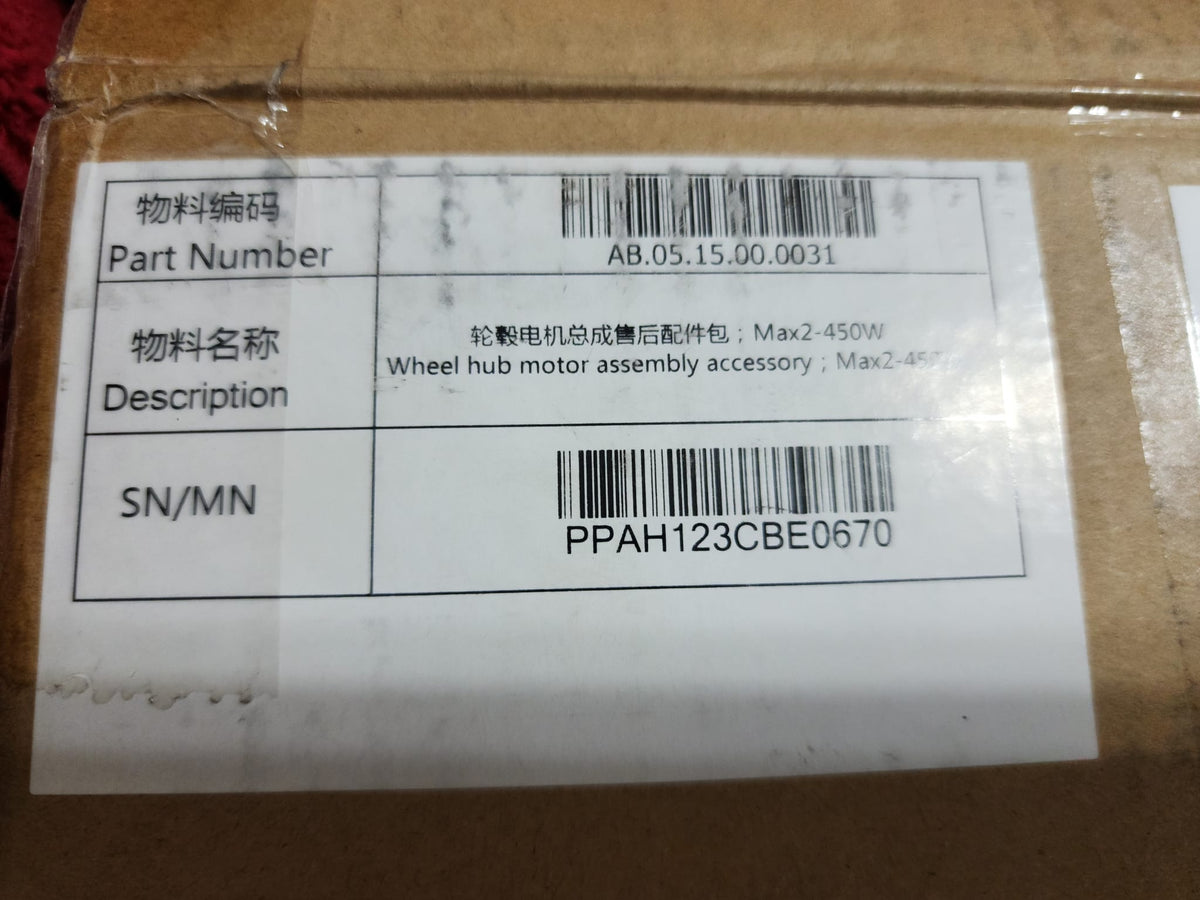 物料编码
Part Number
AB.05.15.00.0031
物料名称
Description
轮毂电机总成售后配件包；Max2-450W
Wheel hub motor assembly accessory；Max2-450
SN/MN
PPAH123CBE0670